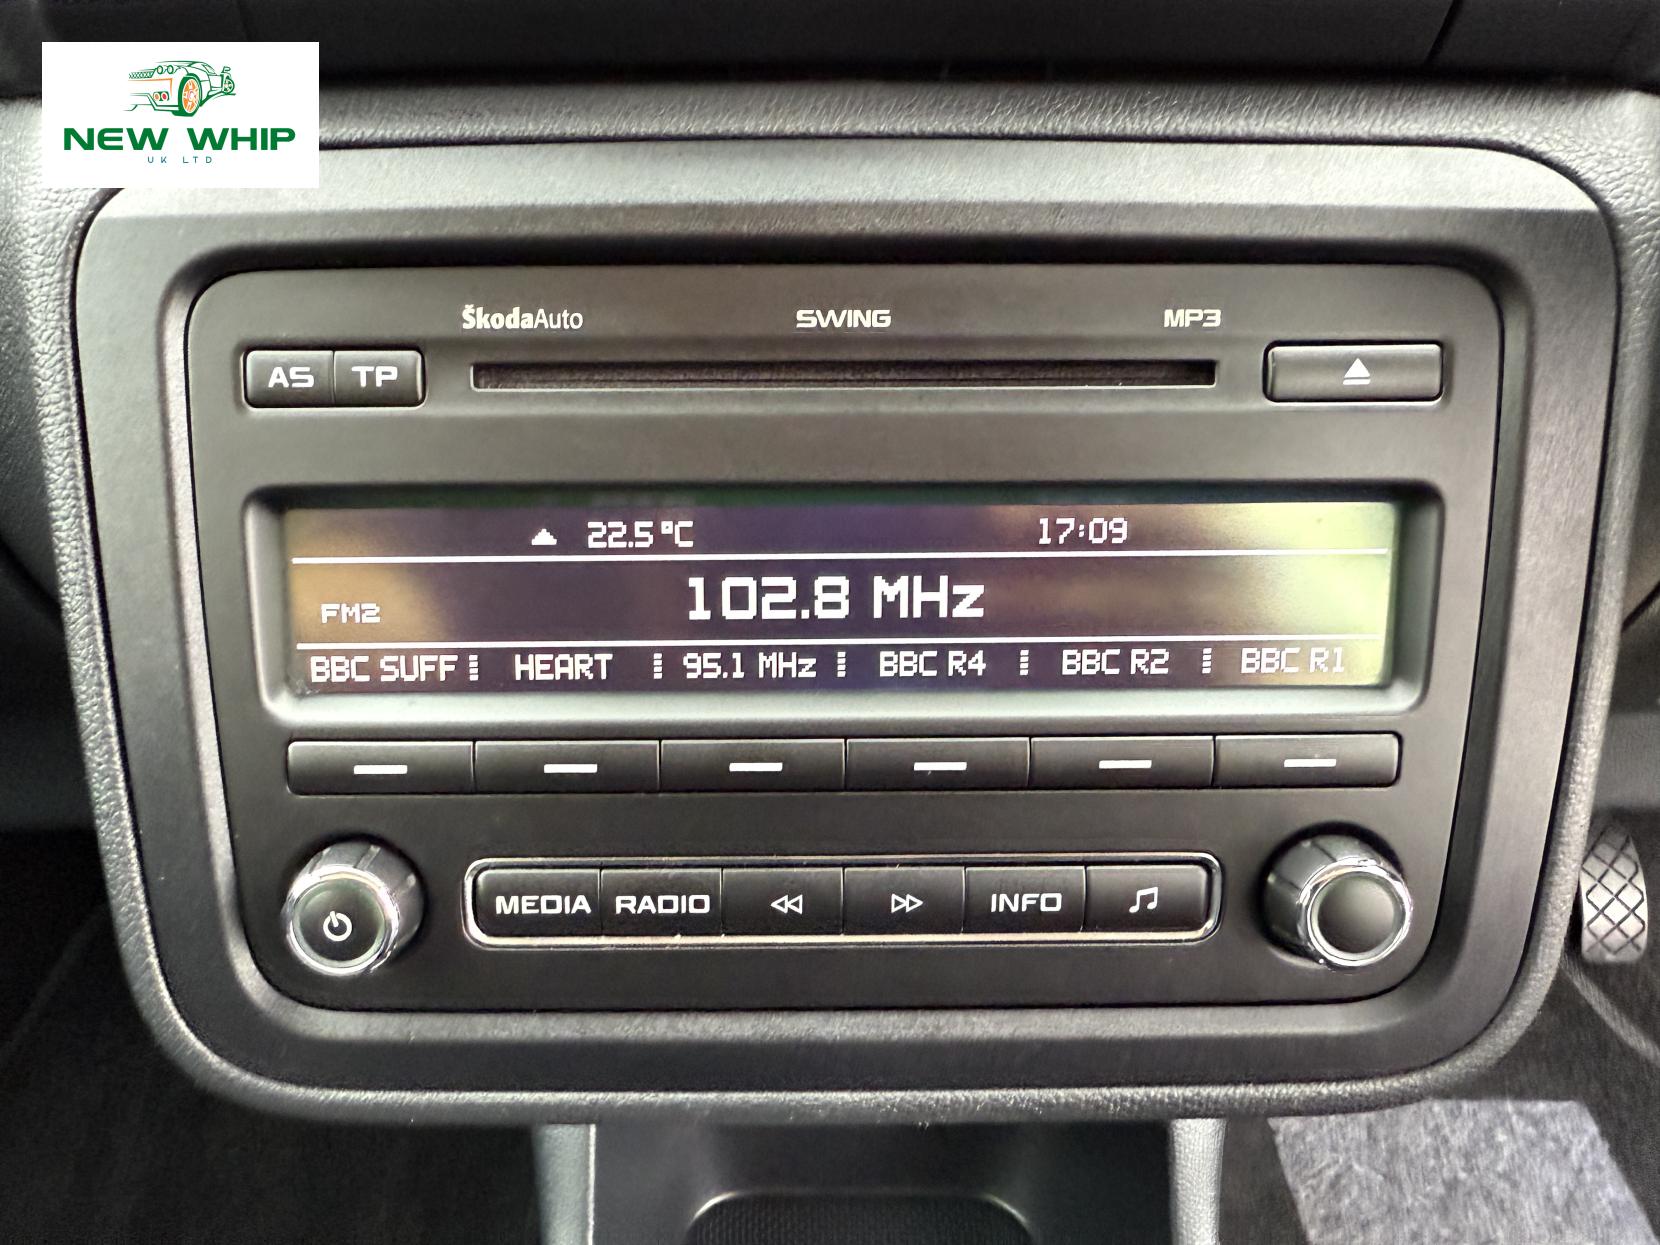 NEW WHIP
UK LTD
ŠkodaAuto SWING MP3
AS TP
22.5°C 17:09
FM2 102.8 MHz
BBC SUFF HEART 95.1 MHz BBC R4 BBC R2 BBC R1
MEDIA RADIO INFO